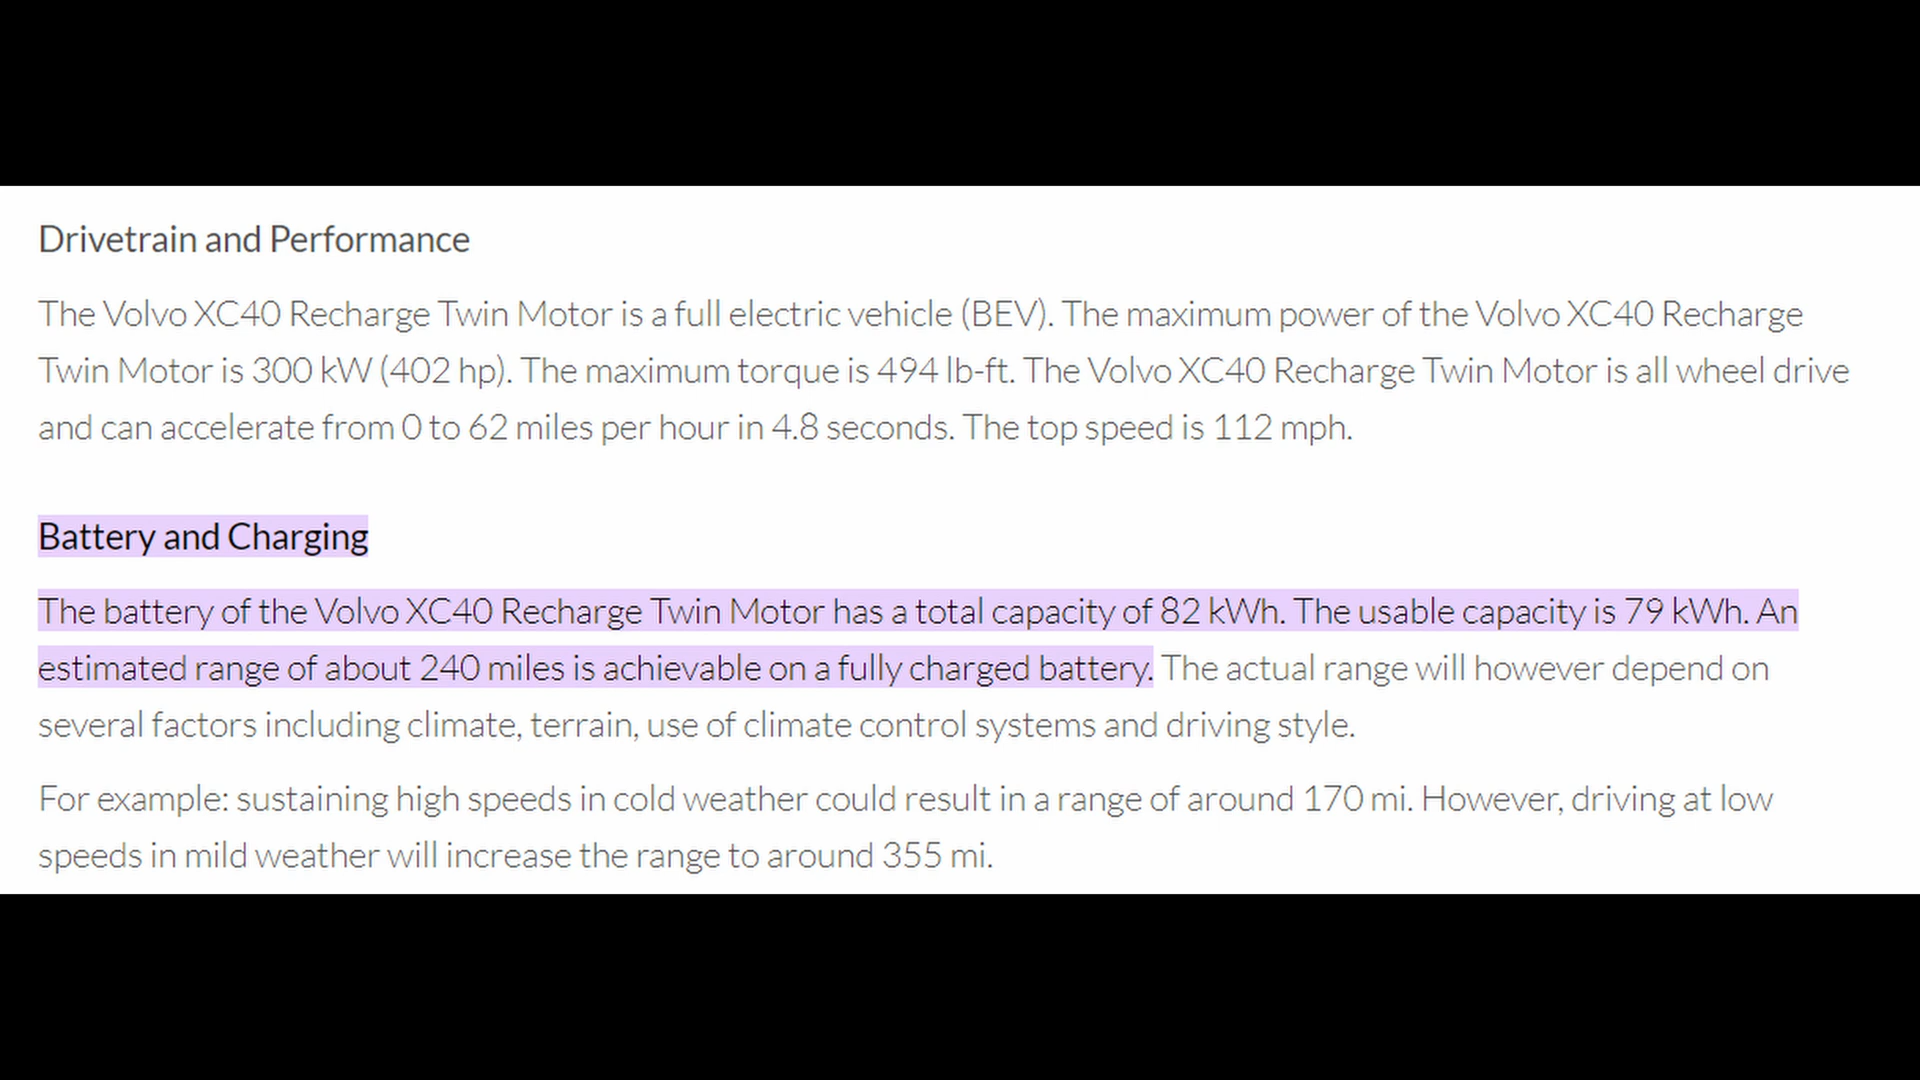 Drivetrain and Performance
The Volvo XC40 Recharge Twin Motor is a full electric vehicle (BEV). The maximum power of the Volvo XC40 Recharge
Twin Motor is 300 kW (402 hp). The maximum torque is 494 lb-ft. The Volvo XC40 Recharge Twin Motor is all wheel drive
and can accelerate from 0 to 62 miles per hour in 4.8 seconds. The top speed is 112 mph.
Battery and Charging
The battery of the Volvo XC40 Recharge Twin Motor has a total capacity of 82 kWh. The usable capacity is 79 kWh. An
estimated range of about 240 miles is achievable on a fully charged battery. The actual range will however depend on
several factors including climate, terrain, use of climate control systems and driving style.
For example: sustaining high speeds in cold weather could result in a range of around 170 mi. However, driving at low
speeds in mild weather will increase the range to around 355 mi.